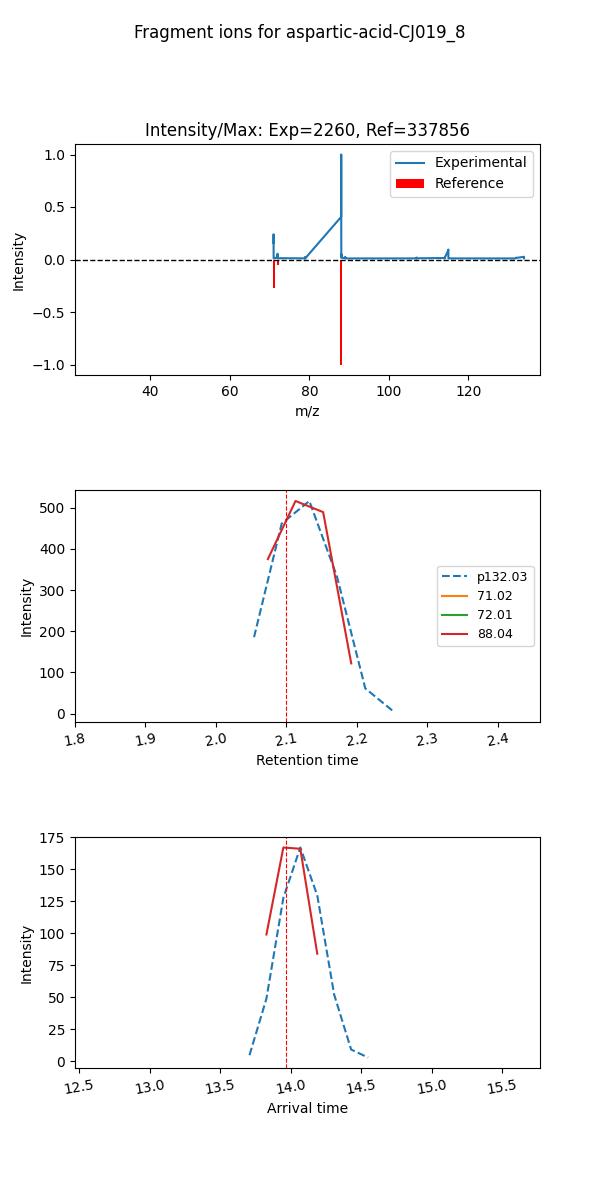 Fragment ions for aspartic-acid-CJ019_8
Intensity/Max: Exp=2260, Ref=337856
Experimental
Reference
1.0
0.5
0.0
−0.5
−1.0
Intensity
40 60 80 100 120
m/z
p132.03
71.02
72.01
88.04
500
400
300
200
100
0
Intensity
1.8 1.9 2.0 2.1 2.2 2.3 2.4
Retention time
175
150
125
100
75
50
25
0
Intensity
12.5 13.0 13.5 14.0 14.5 15.0 15.5
Arrival time